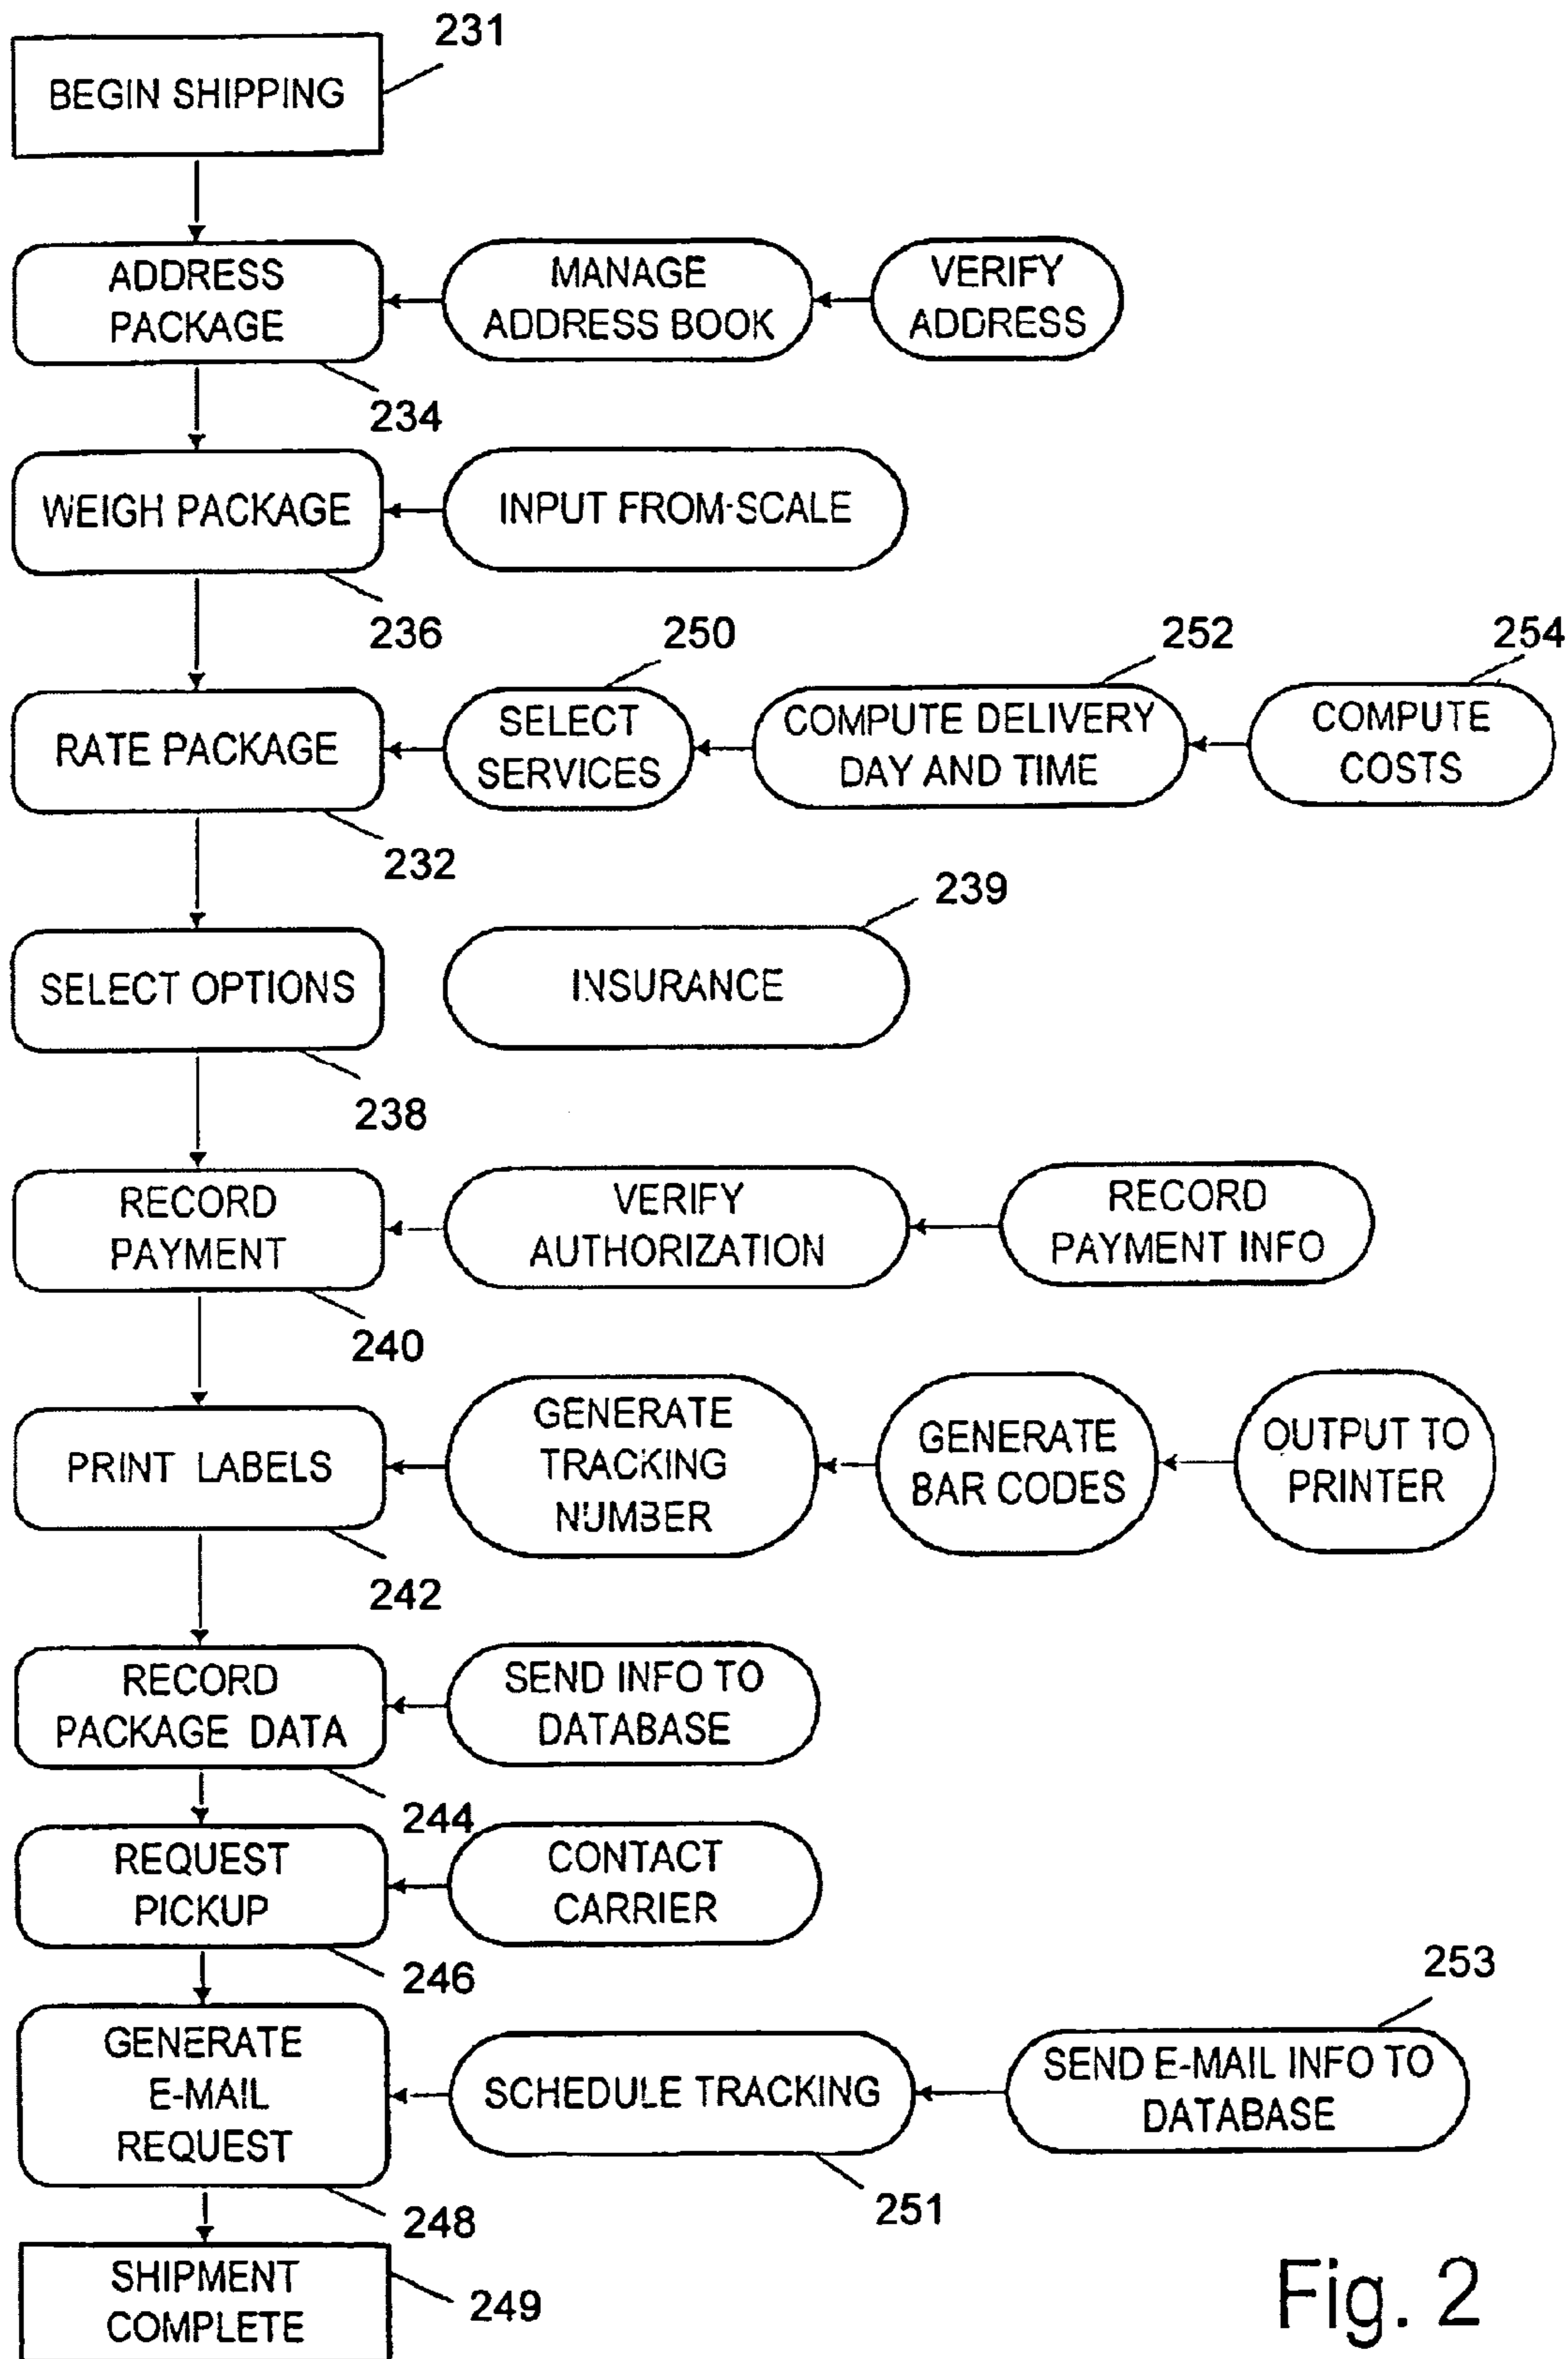 231
BEGIN SHIPPING
ADDRESS
PACKAGE
MANAGE
ADDRESS BOOK
VERIFY
ADDRESS
234
WEIGH PACKAGE
INPUT FROM-SCALE
236
250
252
254
RATE PACKAGE
SELECT
SERVICES
COMPUTE DELIVERY
DAY AND TIME
COMPUTE
COSTS
232
239
SELECT OPTIONS
INSURANCE
238
RECORD
PAYMENT
VERIFY
AUTHORIZATION
RECORD
PAYMENT INFO
240
PRINT LABELS
GENERATE
TRACKING
NUMBER
GENERATE
BAR CODES
OUTPUT TO
PRINTER
242
RECORD
PACKAGE DATA
SEND INFO TO
DATABASE
244
REQUEST
PICKUP
CONTACT
CARRIER
246
253
GENERATE
E-MAIL
REQUEST
SCHEDULE TRACKING
SEND E-MAIL INFO TO
DATABASE
251
248
SHIPMENT
COMPLETE
249
Fig. 2